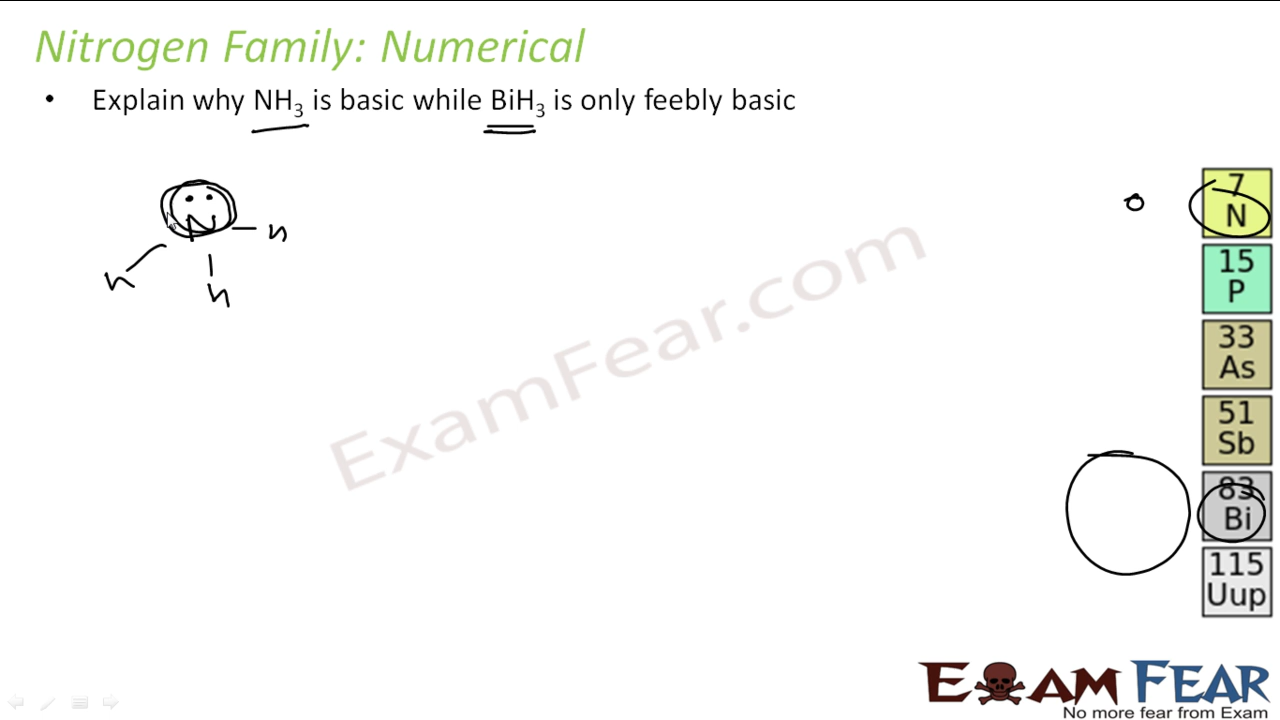 Nitrogen Family: Numerical
• Explain why NH₃ is basic while BiH₃ is only feebly basic
N
n
n
n
7
N
15
P
33
As
51
Sb
83
Bi
115
Uup
ExamFear.com
EXAM FEAR
No more fear from Exam